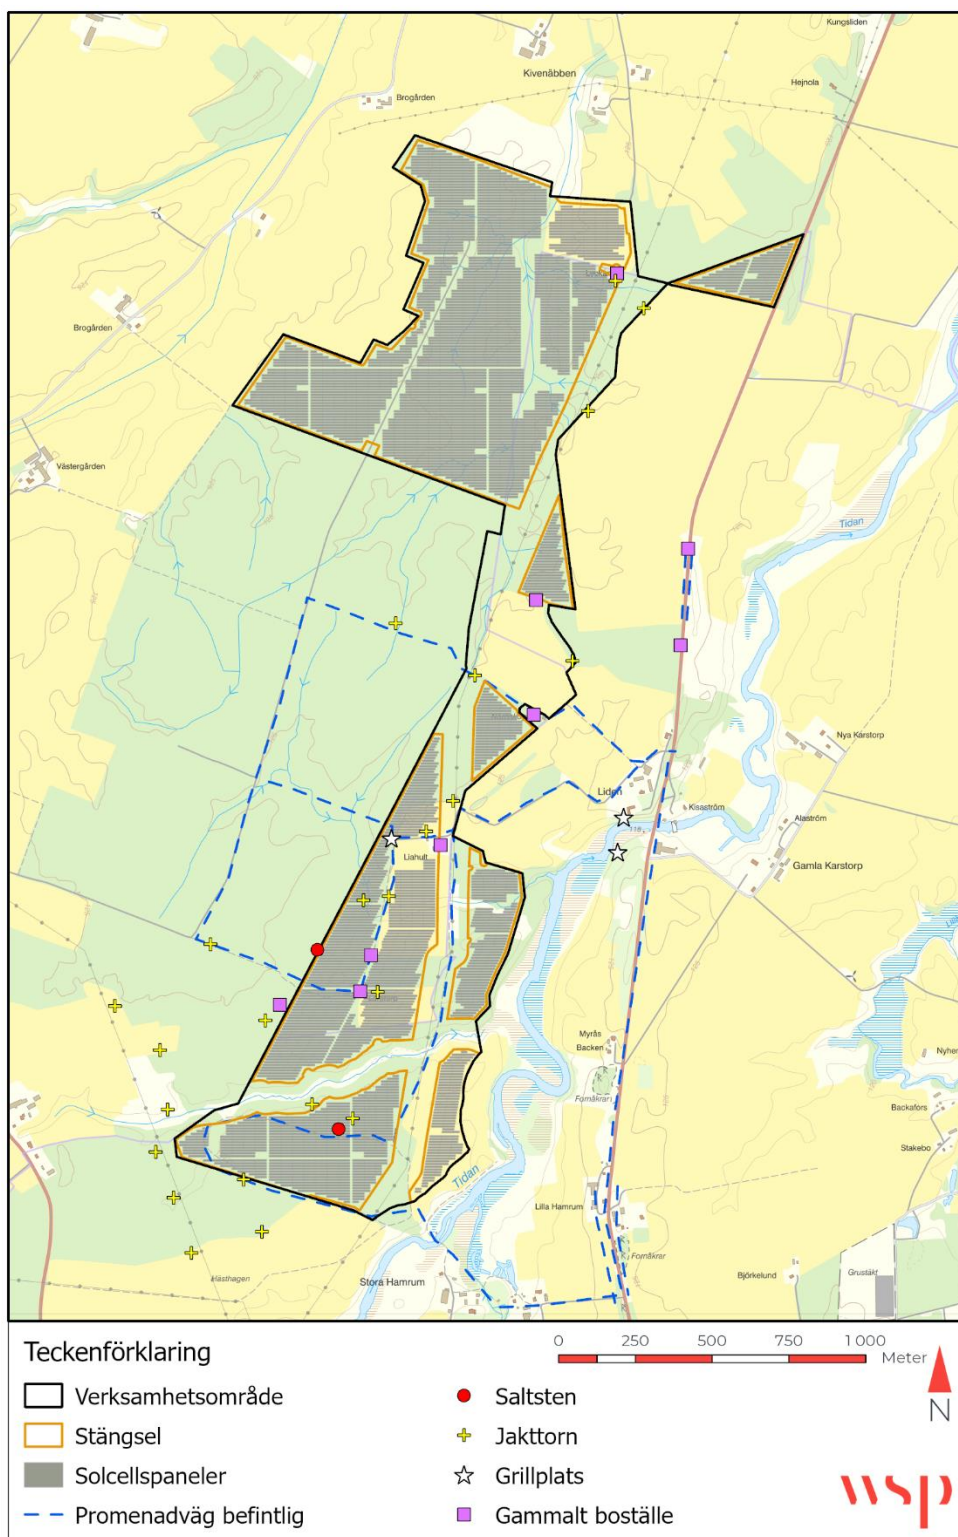 Kungsliden
Kivenäbben
Hejnola
Brogården
Brogården
Västergården
Tidan
Nya Karstorp
Liden
Kisaström
Alaström
Liahult
Gamla Karstorp
Myrås
Backen
Fornåkrar
Nyher
Backafors
Stakebo
Tidan
Lilla Hamrum
Fornåkrar
Hästhagen
Björkelund
Grustäkt
Stora Hamrum
Teckenförklaring
0 250 500 750 1 000
Meter
Verksamhetsområde
Saltsten
N
Stängsel
Jakttorn
Solcellspaneler
Grillplats
wsp
Promenadväg befintlig
Gammalt boställe